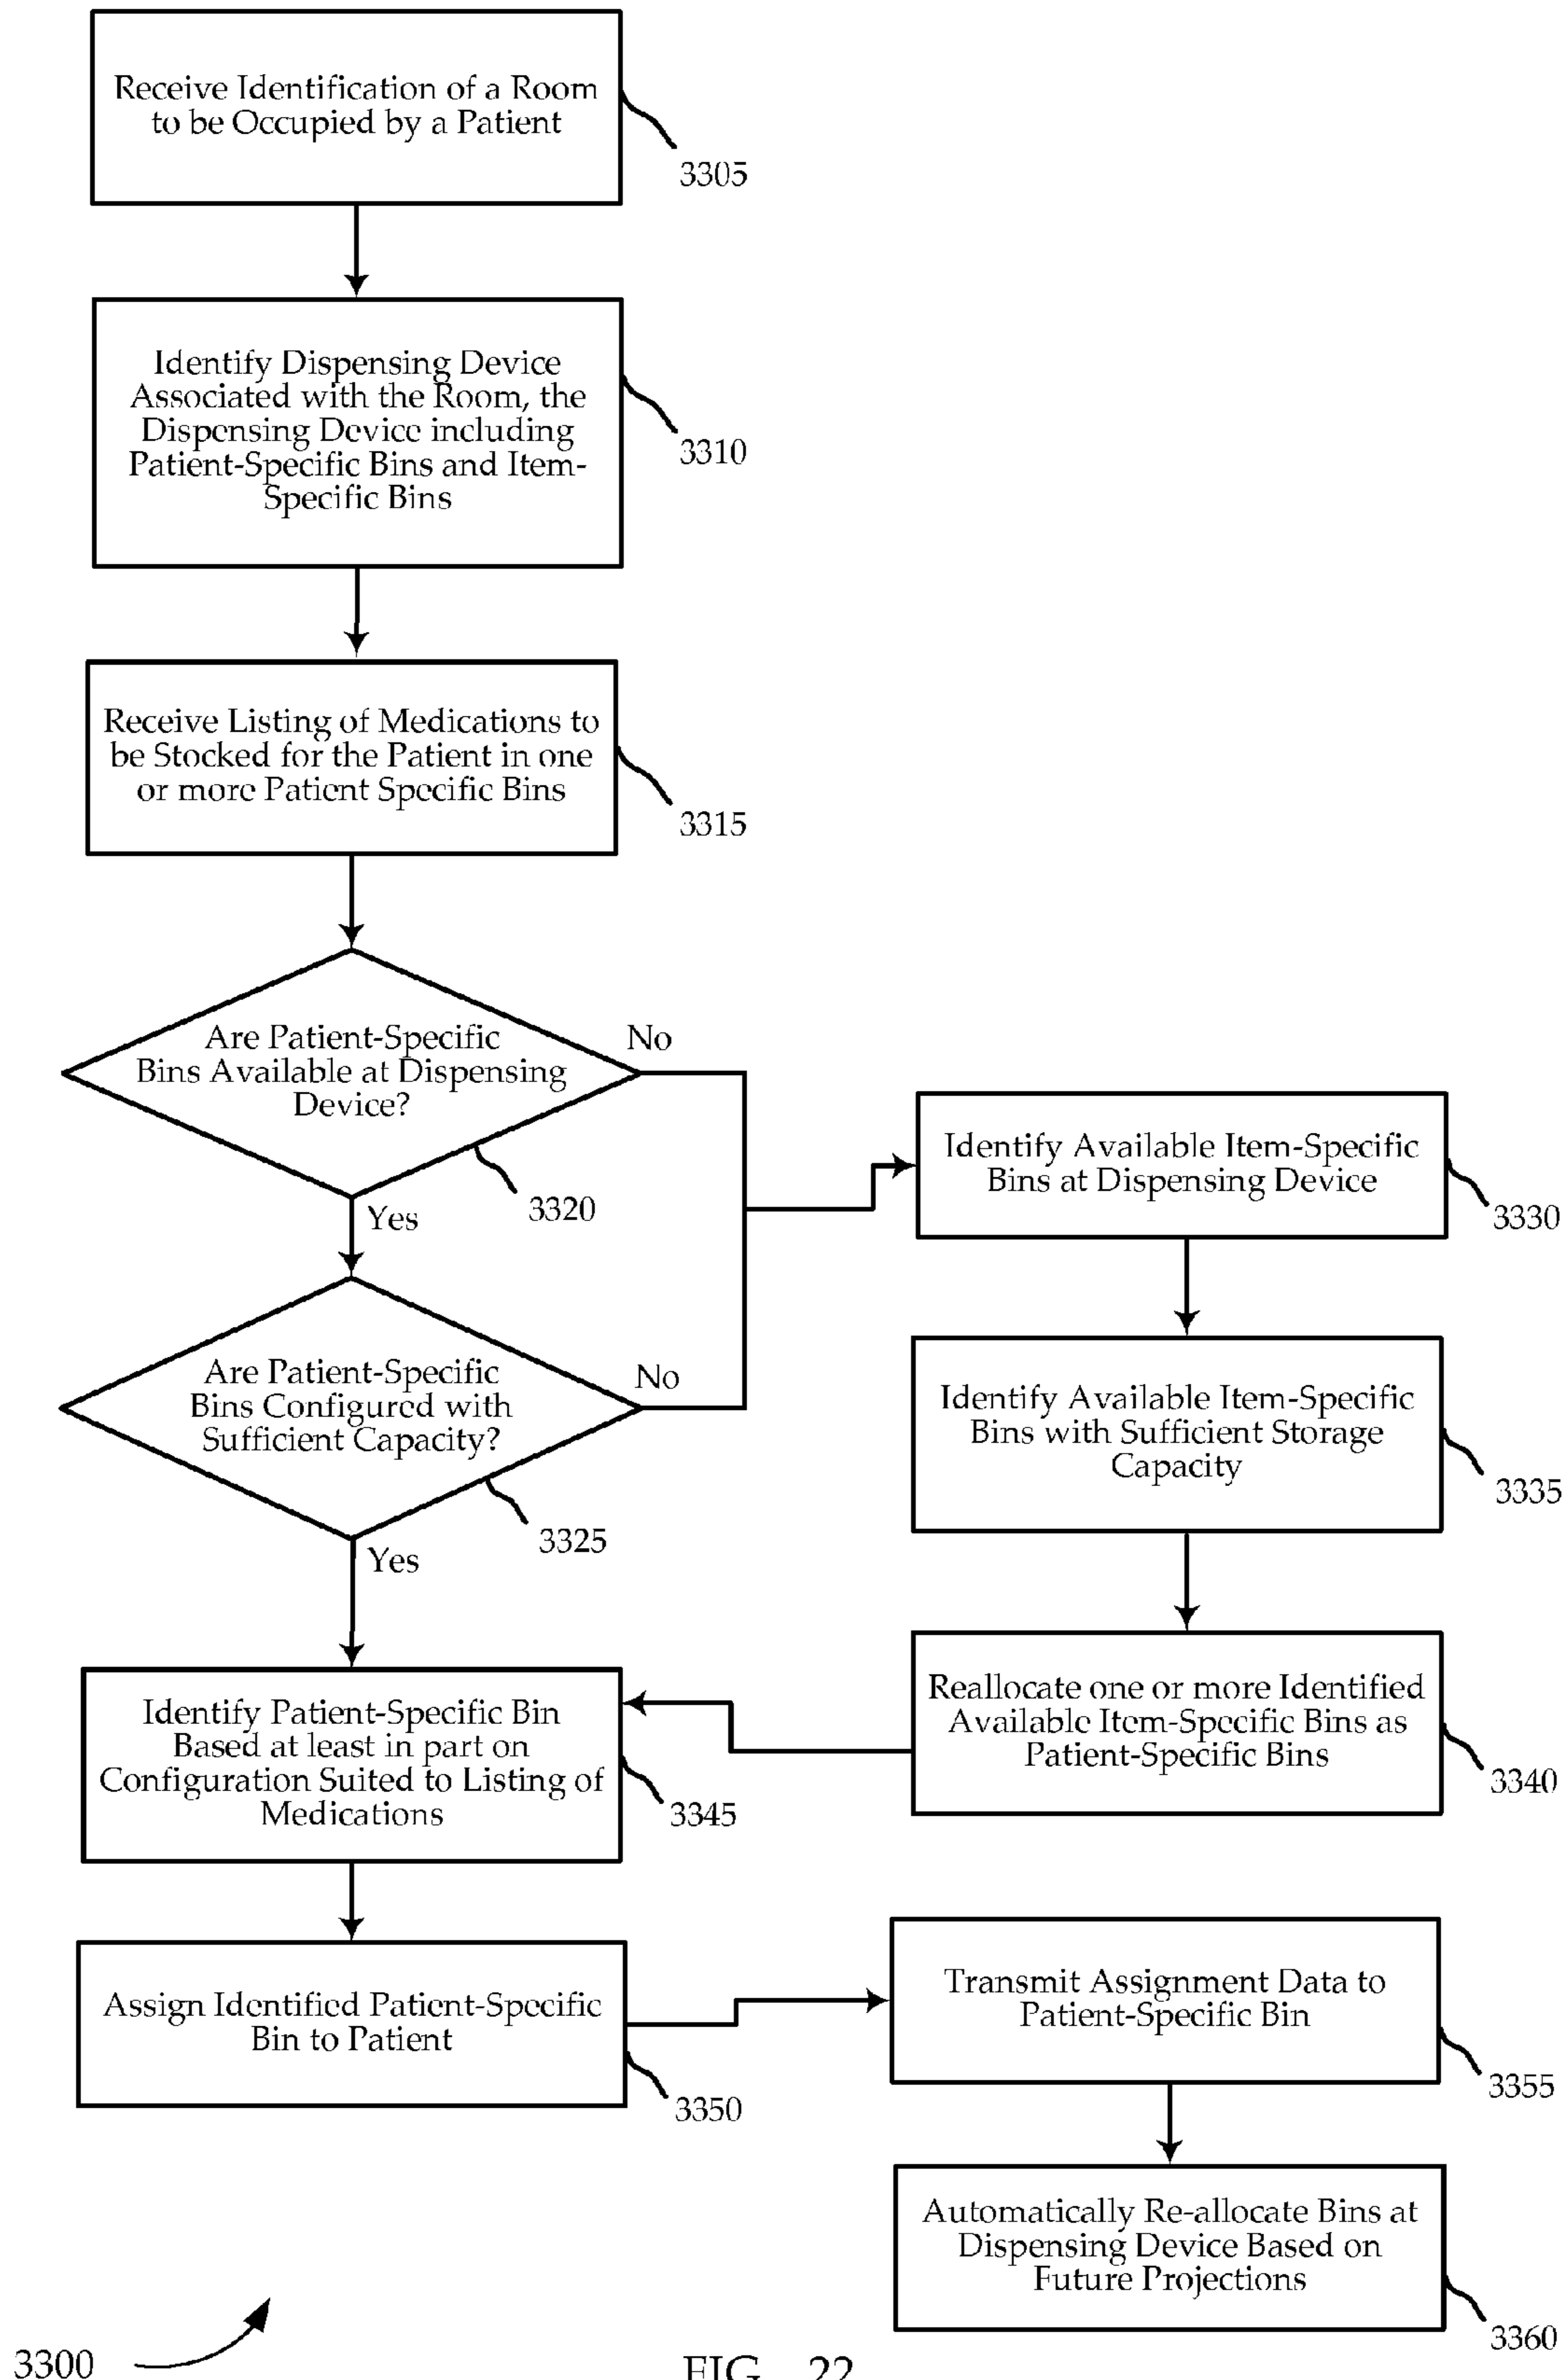 Receive Identification of a Room
to be Occupied by a Patient
3305
Identify Dispensing Device
Associated with the Room, the
Dispensing Device including
Patient-Specific Bins and Item-
Specific Bins
3310
Receive Listing of Medications to
be Stocked for the Patient in one
or more Patient Specific Bins
3315
Are Patient-Specific
Bins Available at Dispensing
Device?
No
3320
Yes
Are Patient-Specific
Bins Configured with
Sufficient Capacity?
No
3325
Yes
Identify Available Item-Specific
Bins at Dispensing Device
3330
Identify Available Item-Specific
Bins with Sufficient Storage
Capacity
3335
Reallocate one or more Identified
Available Item-Specific Bins as
Patient-Specific Bins
3340
Identify Patient-Specific Bin
Based at least in part on
Configuration Suited to Listing of
Medications
3345
Assign Identified Patient-Specific
Bin to Patient
3350
Transmit Assignment Data to
Patient-Specific Bin
3355
Automatically Re-allocate Bins at
Dispensing Device Based on
Future Projections
3360
3300
FIG. 22